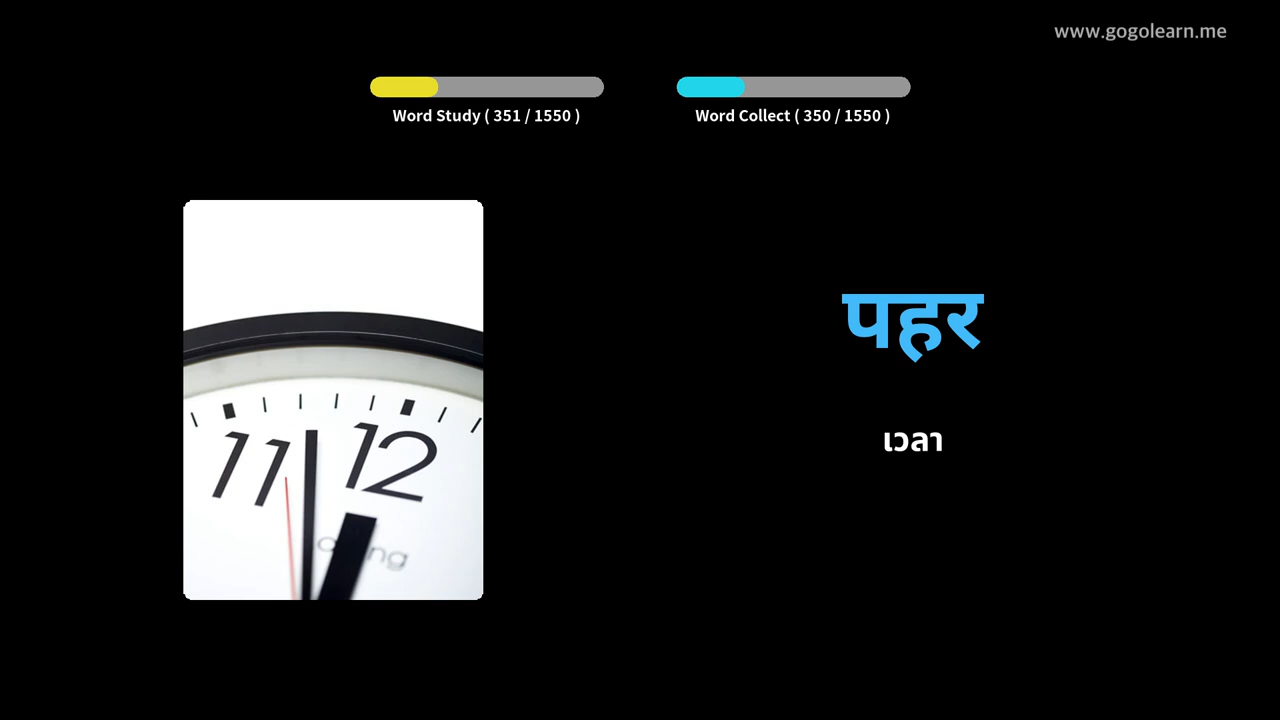 www.gogolearn.me
Word Study ( 351 / 1550 )
Word Collect ( 350 / 1550 )
11 12
पहर
เวลา